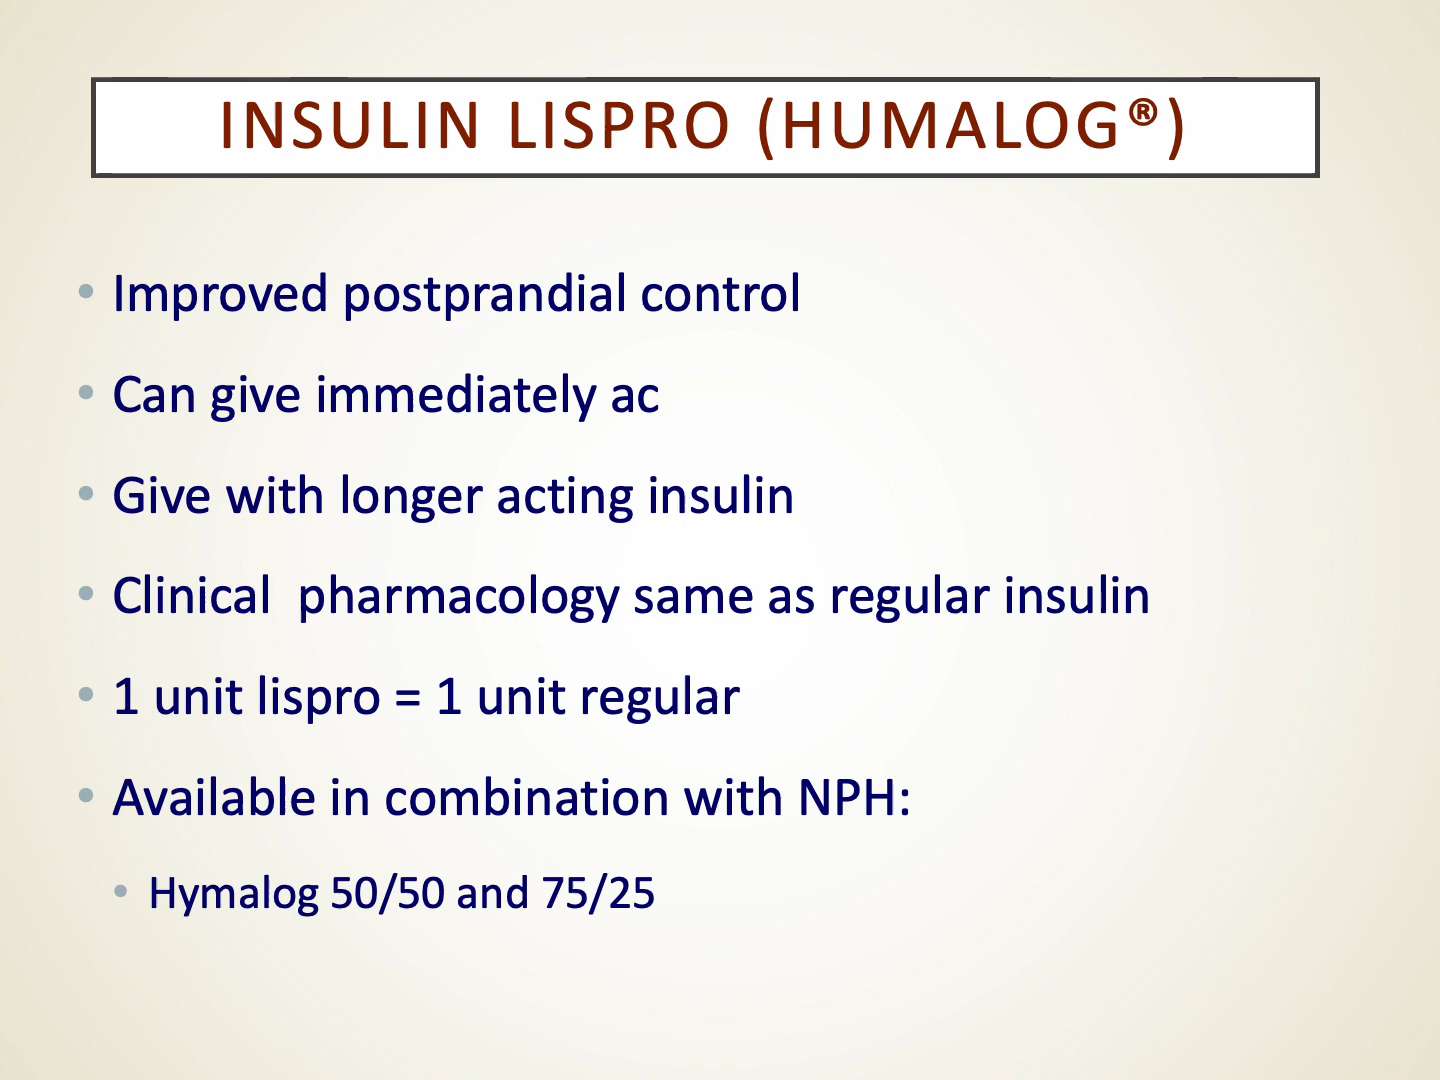 INSULIN LISPRO (HUMALOG®)
• Improved postprandial control
• Can give immediately ac
• Give with longer acting insulin
• Clinical  pharmacology same as regular insulin
• 1 unit lispro = 1 unit regular
• Available in combination with NPH:
• Hymalog 50/50 and 75/25